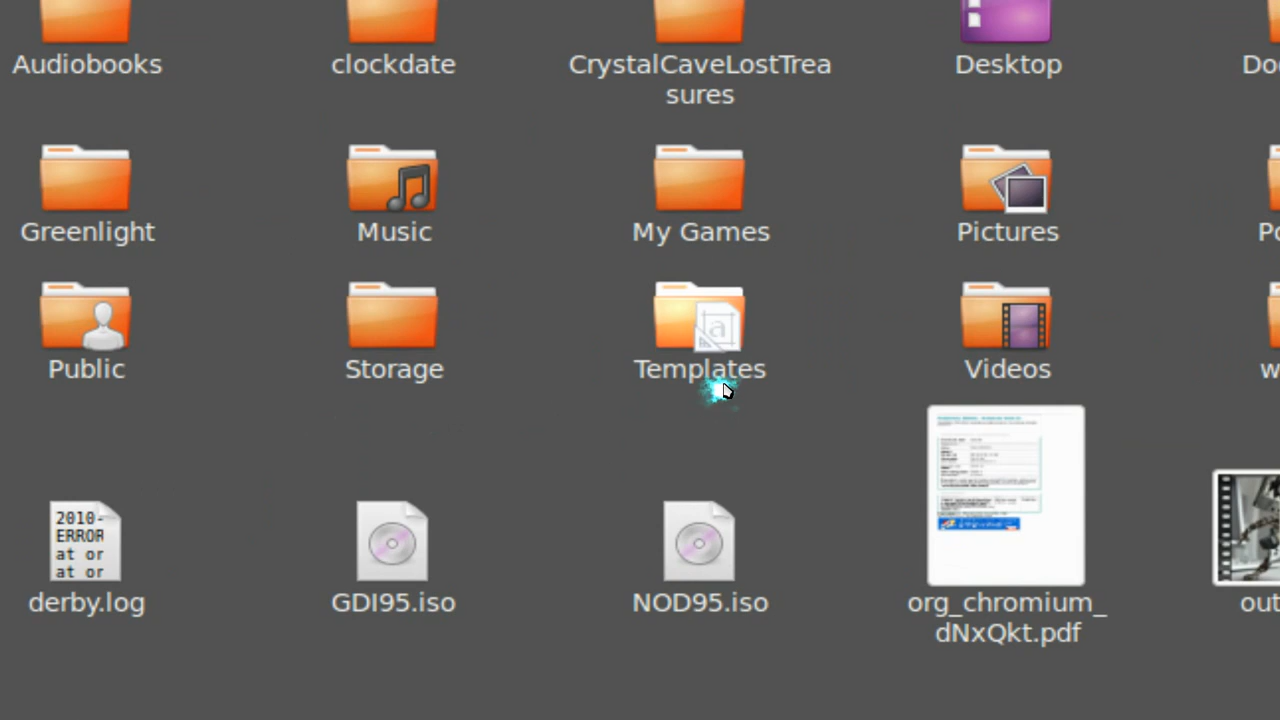 Audiobooks
clockdate
CrystalCaveLostTrea
sures
Desktop
Greenlight
Music
My Games
Pictures
Public
Storage
Templates
Videos
2010-
ERROR
at or
at or
derby.log
GDI95.iso
NOD95.iso
org_chromium_
dNxQkt.pdf
out